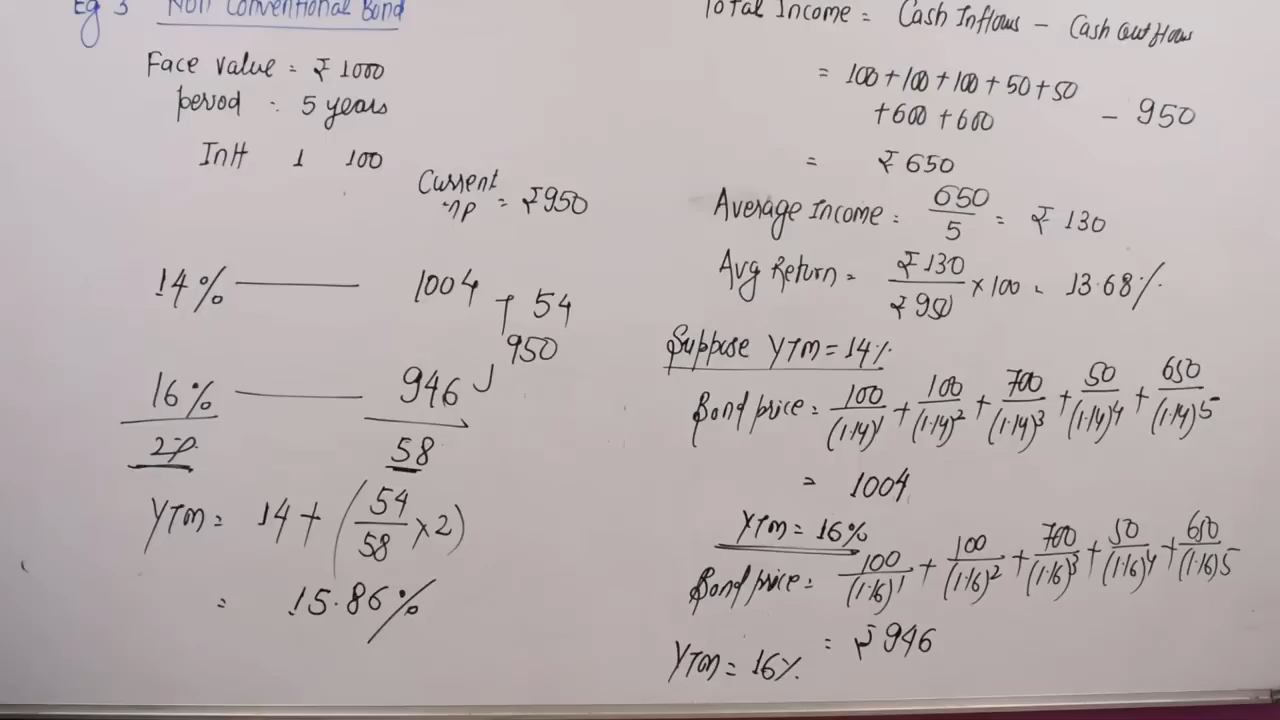 Eg 3 Non Conventional Bond
Face value = ₹ 1000
period : 5 years
Intt 1 100
Current mp = ₹950
14% 1004
54
950
16% 946
2% 58
YTM = 14 + (54/58 × 2)
= 15.86%
Total Income = Cash Inflows - Cash outflows
= 100 + 100 + 100 + 50 + 50
+ 600 + 600 - 950
= ₹650
Average Income = 650/5 = ₹ 130
Avg Return = ₹130/₹950 × 100 = 13.68%
Suppose YTM = 14%
Bond price = 100/(1.14)¹ + 100/(1.14)² + 700/(1.14)³ + 50/(1.14)⁴ + 650/(1.14)⁵
= 1004
YTM = 16%
Bond price = 100/(1.16)¹ + 100/(1.16)² + 700/(1.16)³ + 50/(1.16)⁴ + 650/(1.16)⁵
= ₹946
YTM = 16%